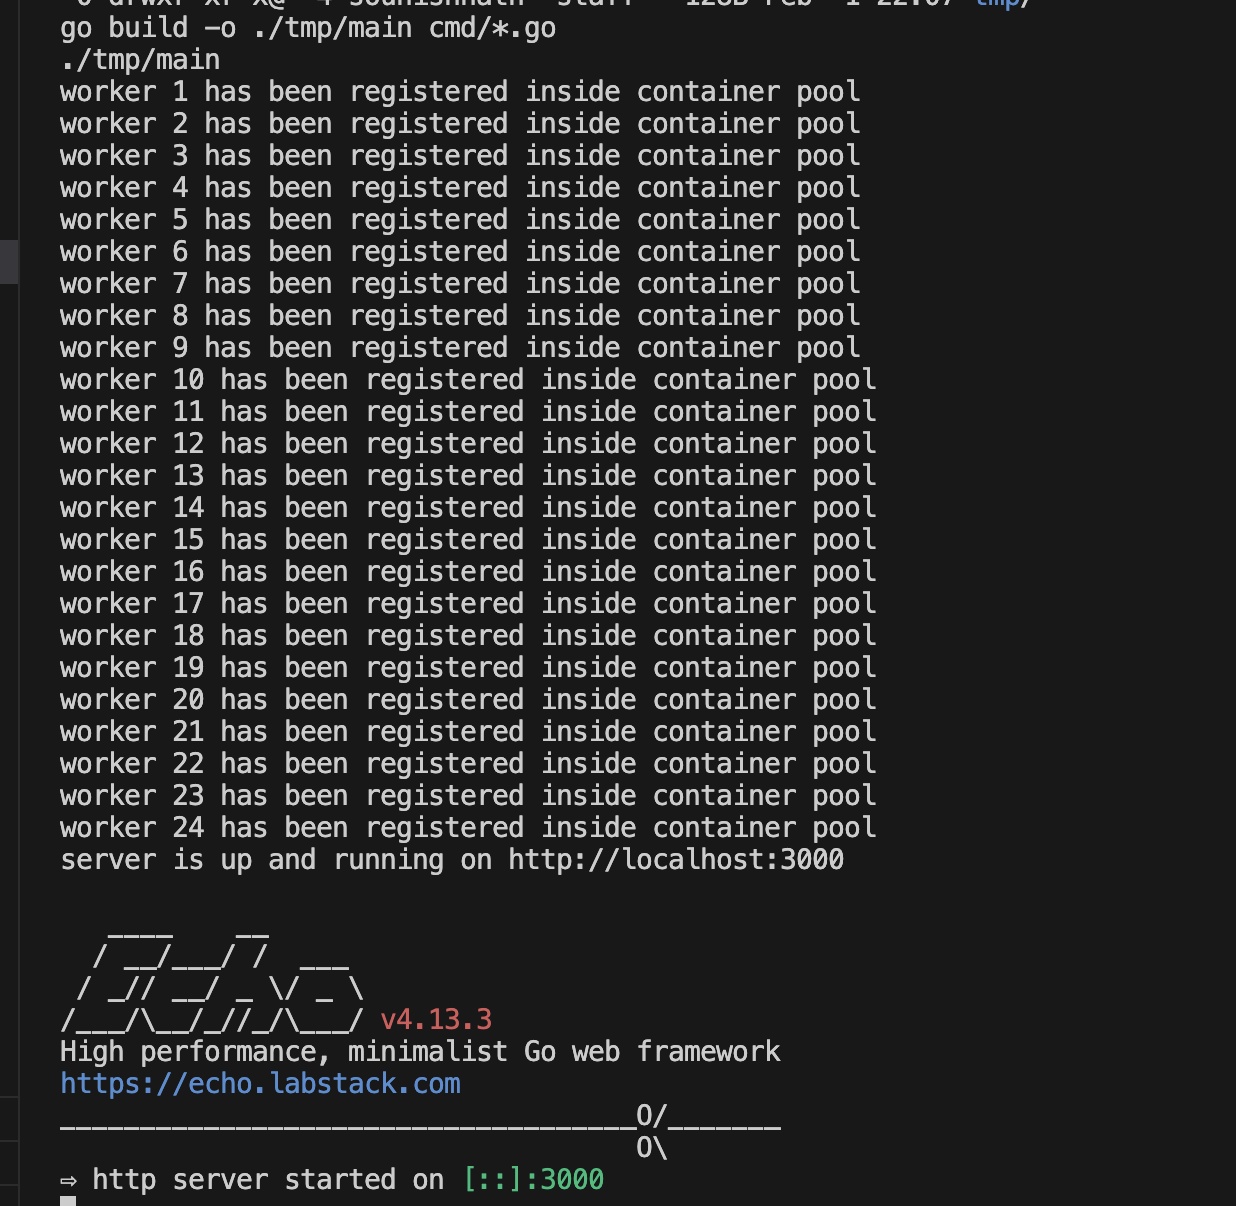 go build -o ./tmp/main cmd/*.go
./tmp/main
worker 1 has been registered inside container pool
worker 2 has been registered inside container pool
worker 3 has been registered inside container pool
worker 4 has been registered inside container pool
worker 5 has been registered inside container pool
worker 6 has been registered inside container pool
worker 7 has been registered inside container pool
worker 8 has been registered inside container pool
worker 9 has been registered inside container pool
worker 10 has been registered inside container pool
worker 11 has been registered inside container pool
worker 12 has been registered inside container pool
worker 13 has been registered inside container pool
worker 14 has been registered inside container pool
worker 15 has been registered inside container pool
worker 16 has been registered inside container pool
worker 17 has been registered inside container pool
worker 18 has been registered inside container pool
worker 19 has been registered inside container pool
worker 20 has been registered inside container pool
worker 21 has been registered inside container pool
worker 22 has been registered inside container pool
worker 23 has been registered inside container pool
worker 24 has been registered inside container pool
server is up and running on http://localhost:3000
   ____    __
  / __/___/ /  ___
 / _// __/ _ \/ _ \
/___/\__/_//_/\___/ v4.13.3
High performance, minimalist Go web framework
https://echo.labstack.com
____________________________________O/_______
                                    O\
⇨ http server started on [::]:3000